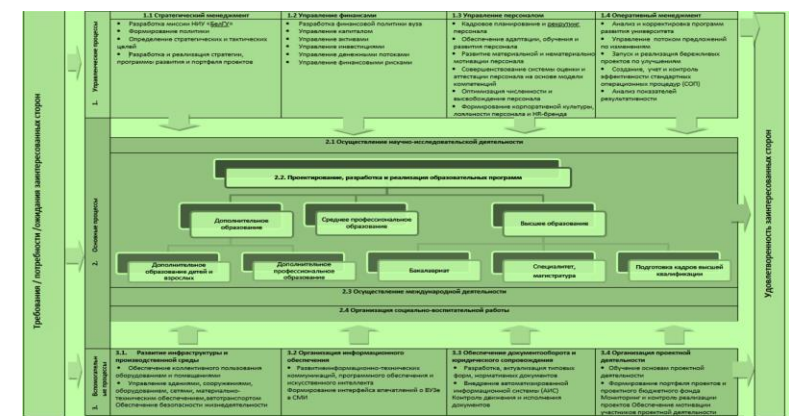 Требования / потребности /ожидания заинтересованных сторон
1. Управленческие процессы
1.1 Стратегический менеджмент
• Разработка миссии НИУ «БелГУ»
• Формирование политики
• Определение стратегических и тактических
целей
• Разработка и реализация стратегии,
программы развития и портфеля проектов
1.2 Управление финансами
• Разработка финансовой политики вуза
• Управление капиталом
• Управление активами
• Управление инвестициями
• Управление денежными потоками
• Управление финансовыми рисками
1.3 Управление персоналом
• Кадровое планирование и рекрутинг
персонала
• Обеспечение адаптации, обучения и
развития персонала
• Развитие материальной и нематериально
мотивации персонала
• Совершенствование системы оценки и
аттестации персонала на основе модели
компетенций
• Оптимизация численности и
высвобождение персонала
• Формирование корпоративной культуры,
лояльности персонала и HR-бренда
1.4 Оперативный менеджмент
• Анализ и корректировка программ
развития университета
• Управление потоком предложений
по изменениям
• Запуск и реализация бережливых
проектов по улучшениям
• Создание, учет и контроль
эффективности стандартных
операционных процедур (СОП)
• Анализ показателей
результативности
2. Основные процессы
2.1 Осуществление научно-исследовательской деятельности
2.2. Проектирование, разработка и реализация образовательных программ
Дополнительное
образование
Среднее профессиональное
образование
Высшее образование
Дополнительное
образование детей и
взрослых
Дополнительное
профессиональное
образование
Бакалавриат
Специалитет,
магистратура
Подготовка кадров высшей
квалификации
2.3 Осуществление международной деятельности
2.4 Организация социально-воспитательной работы
3. Вспомогательн
ые процессы
3.1. Развитие инфраструктуры и
производственной среды
• Обеспечение коллективного пользования
оборудованием и помещениями
• Управление зданиями, сооружениями,
оборудованием, сетями, материально-
техническим обеспечением,автотранспортом
Обеспечение безопасности жизнедеятельности
3.2 Организация информационного
обеспечения
• Развитиеинформационно-технических
коммуникаций, программного обеспечения и
искусственного интеллекта
Формирование интерфейса впечатлений о ВУЗе
в СМИ
3.3 Обеспечение документооборота и
юридического сопровождения
• Разработка, актуализация типовых
форм, нормативных документов
• Внедрение автоматизированной
информационной системы (АИС)
Контроль движения и исполнения
документов
3.4 Организация проектной
деятельности
• Обучение основам проектной
деятельности
• Формирование портфеля проектов и
проектного бюджетного фонда
Мониторинг и контроль реализации
проектов Обеспечение мотивации
участников проектной деятельности
Удовлетворенность заинтересованных сторон